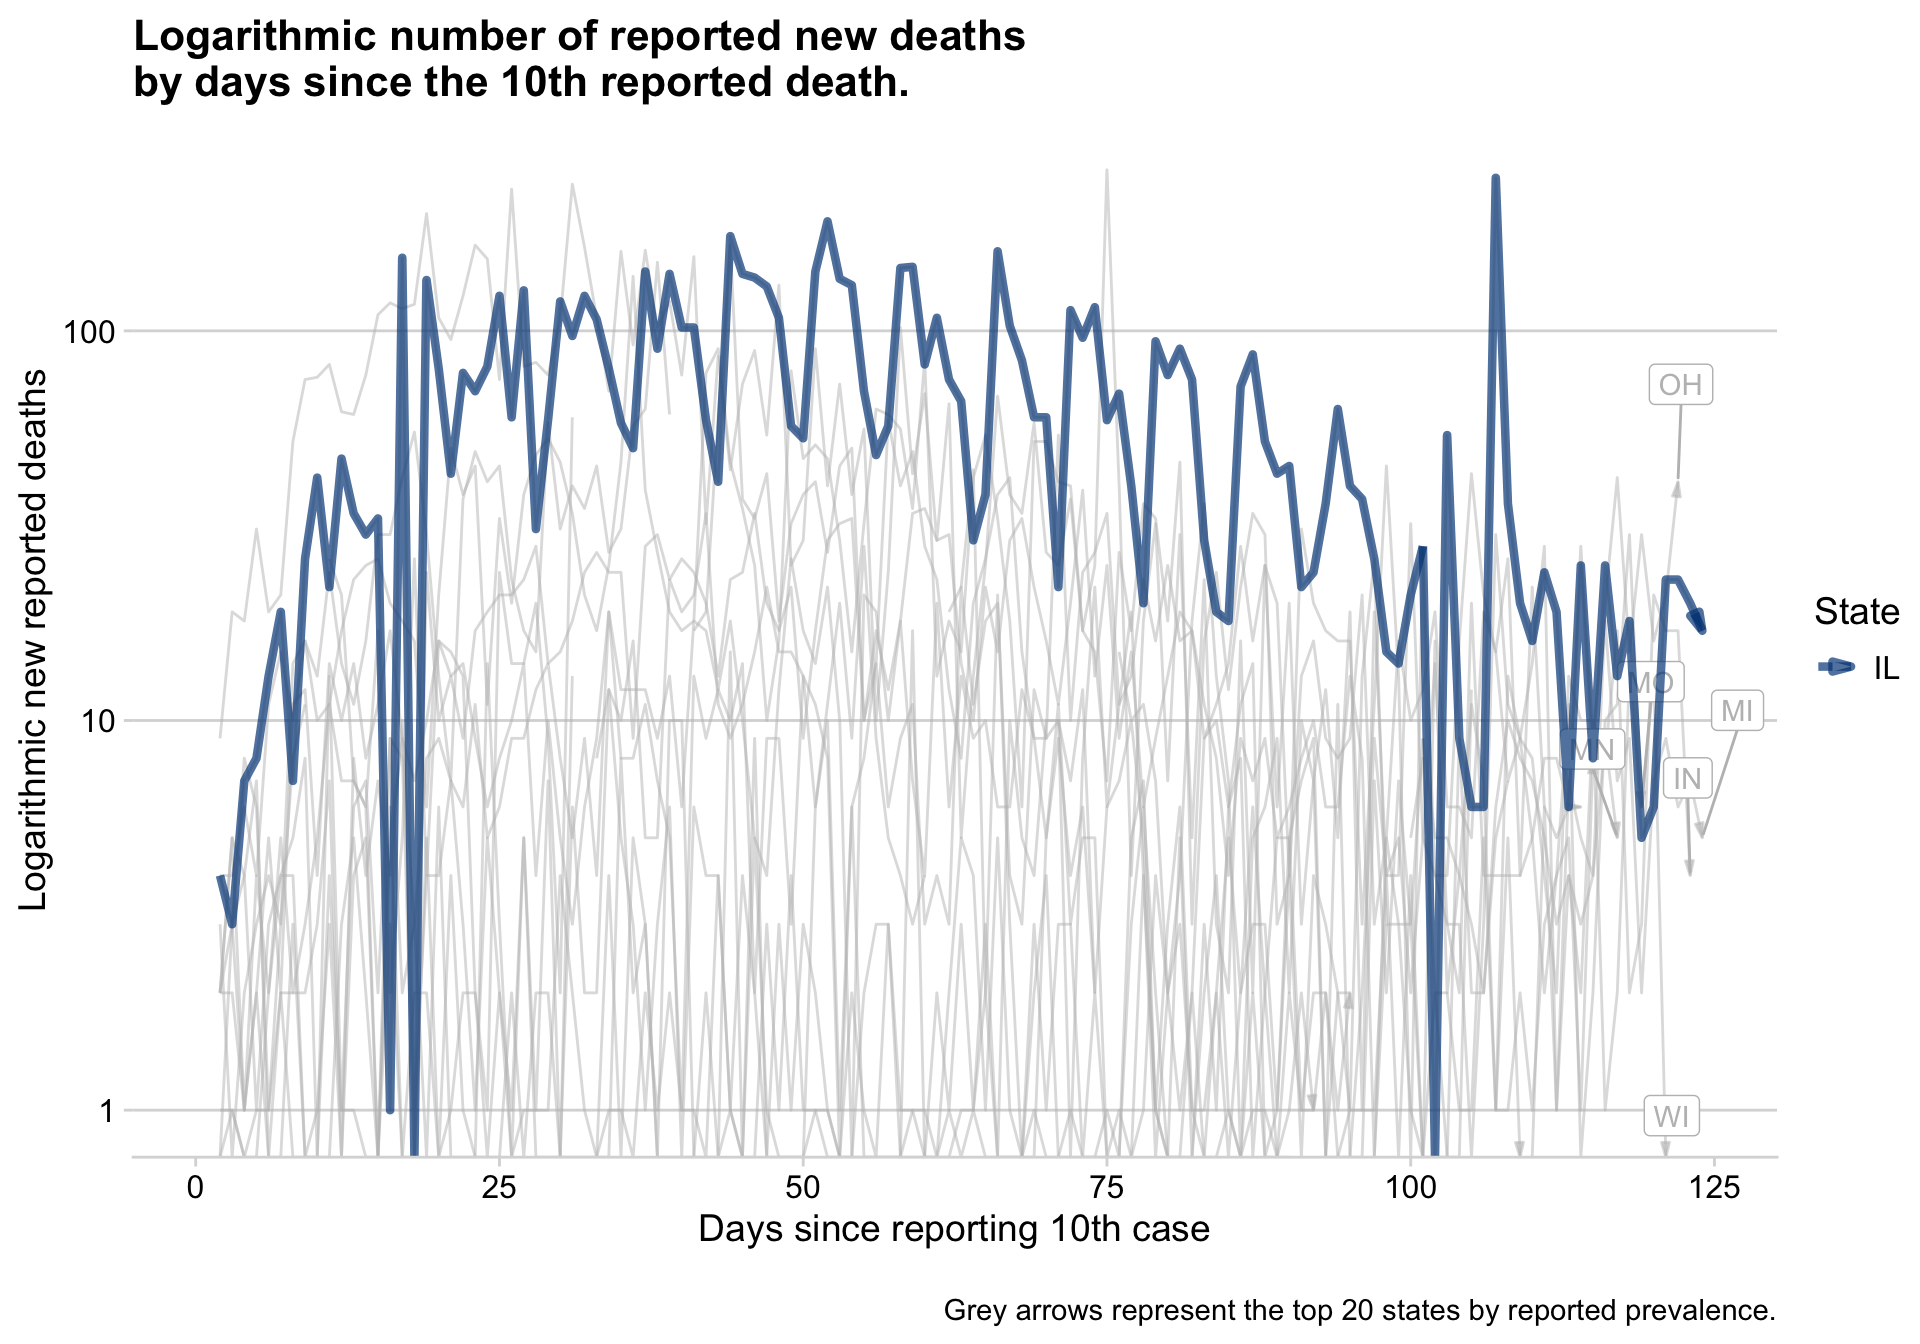 Logarithmic number of reported new deaths
by days since the 10th reported death.
Logarithmic new reported deaths
100
10
1
OH
MO
MI
MN
IN
WI
State
IL
0 25 50 75 100 125
Days since reporting 10th case
Grey arrows represent the top 20 states by reported prevalence.